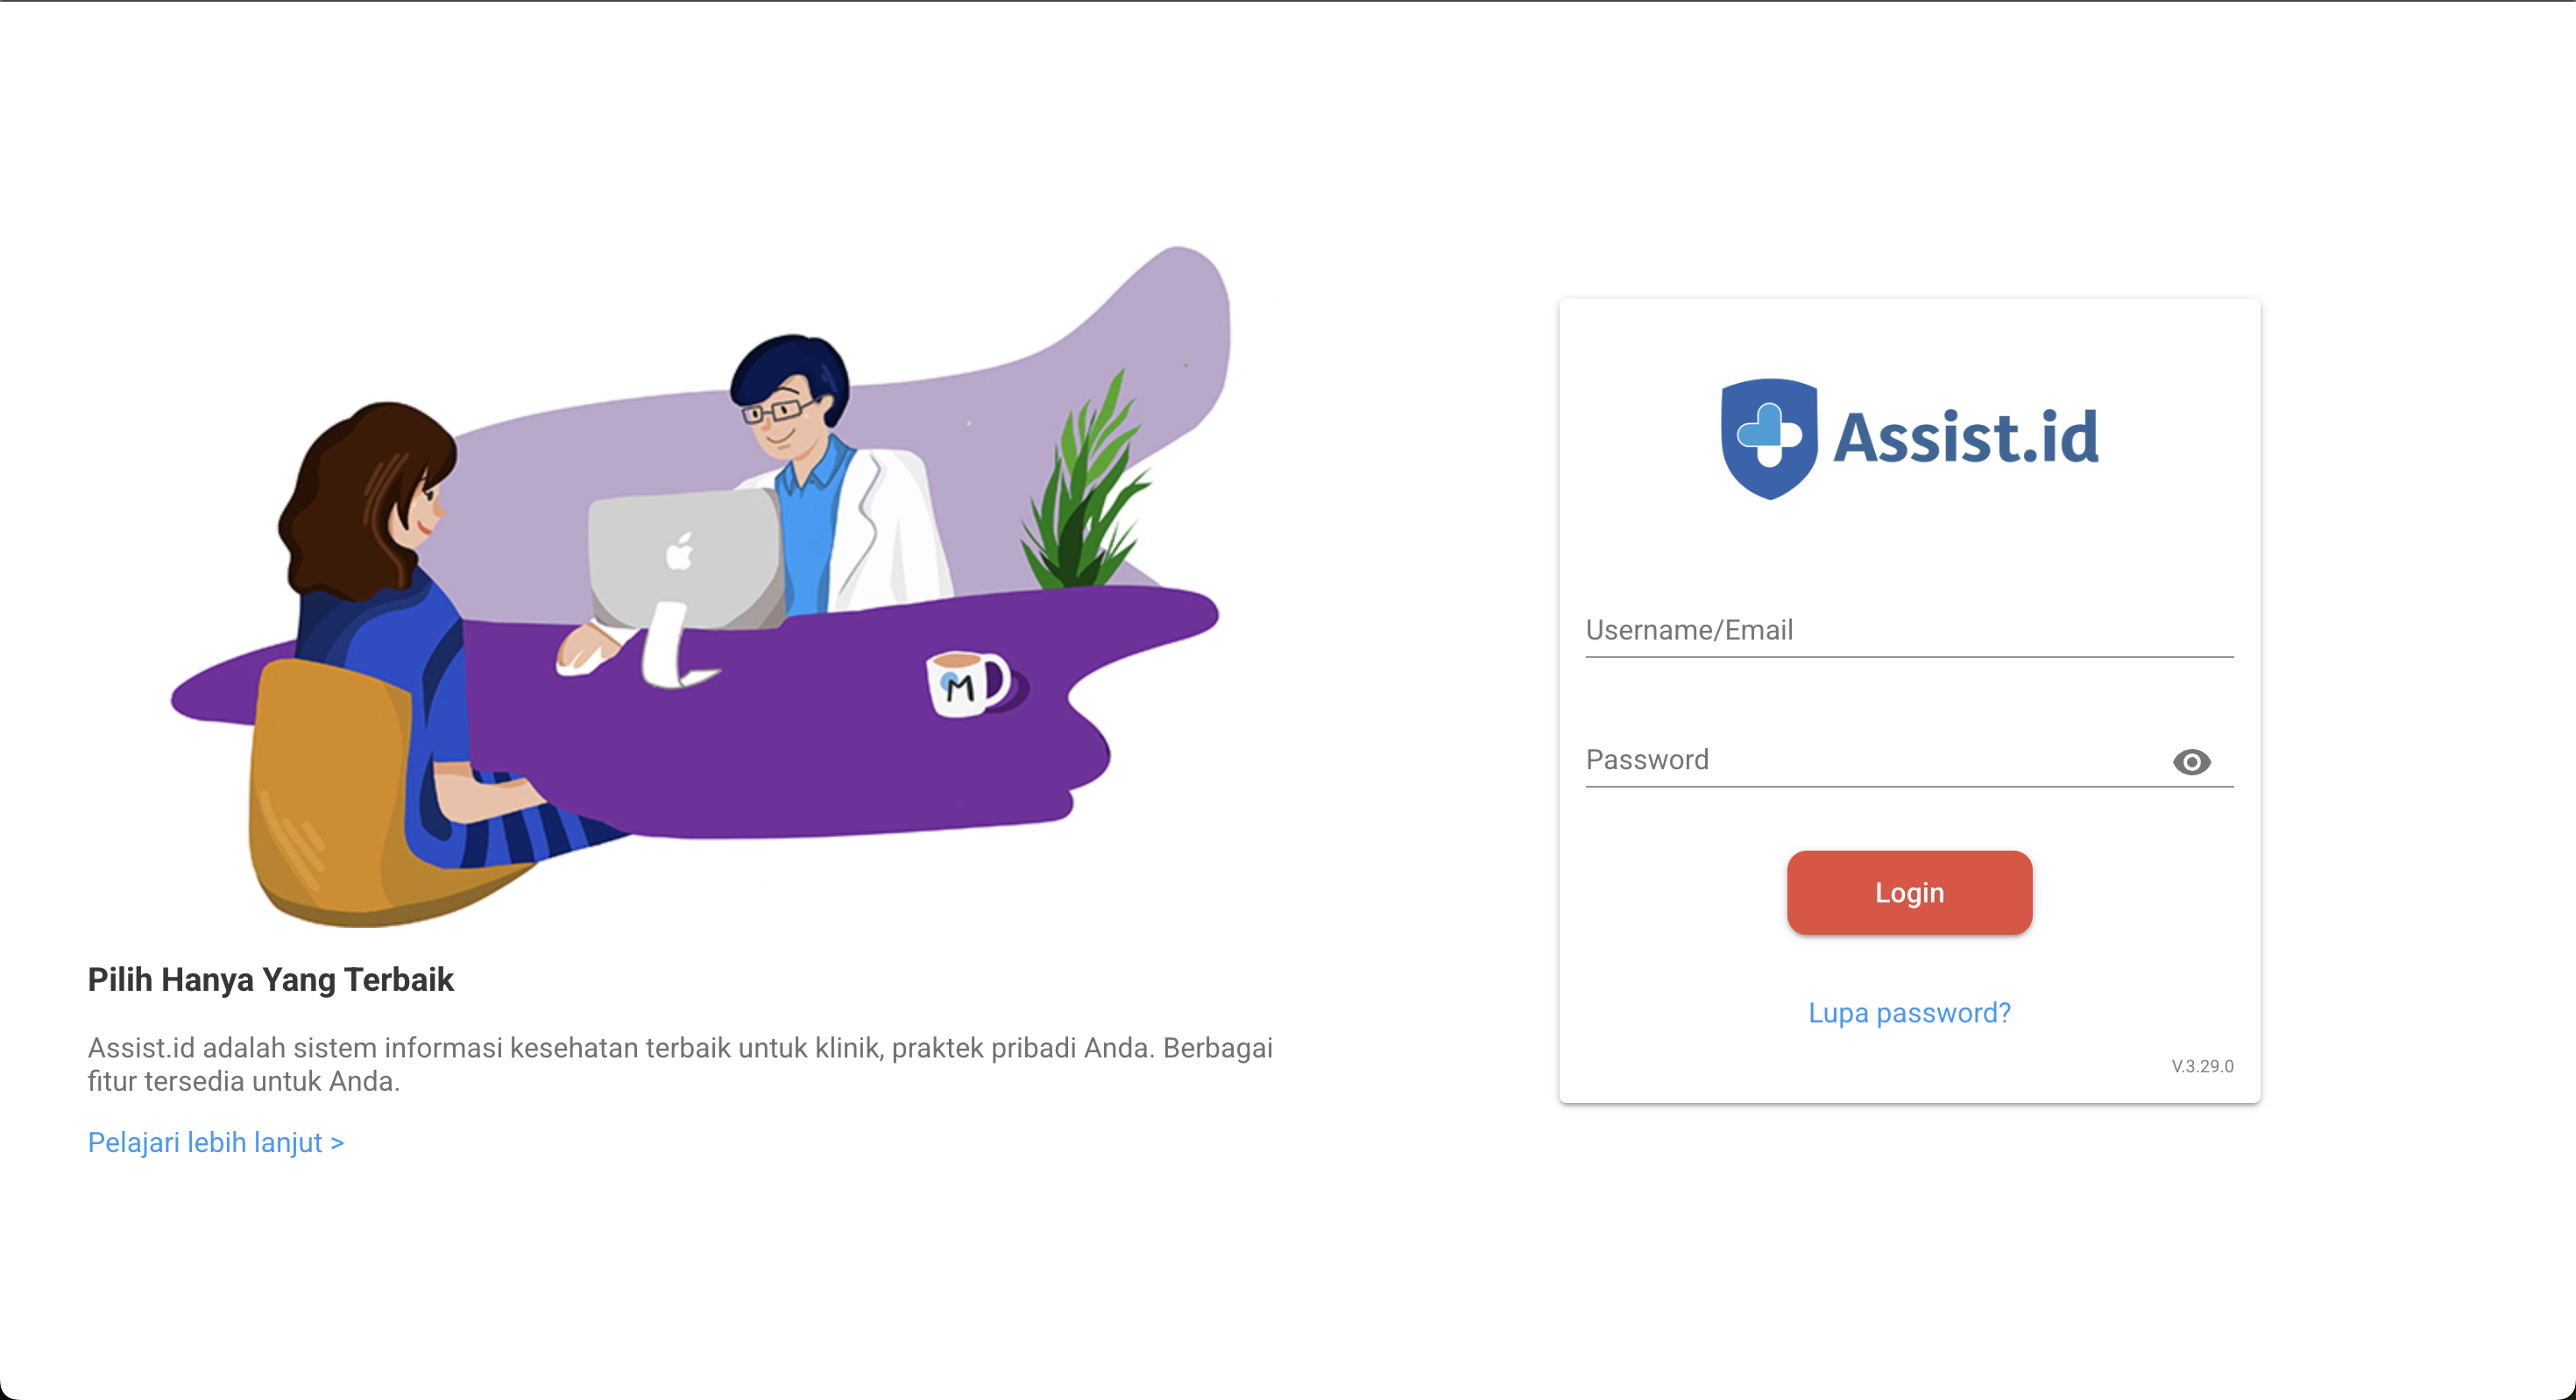 Assist.id
Username/Email
Password
Login
Lupa password?
V.3.29.0
M
Pilih Hanya Yang Terbaik
Assist.id adalah sistem informasi kesehatan terbaik untuk klinik, praktek pribadi Anda. Berbagai
fitur tersedia untuk Anda.
Pelajari lebih lanjut >